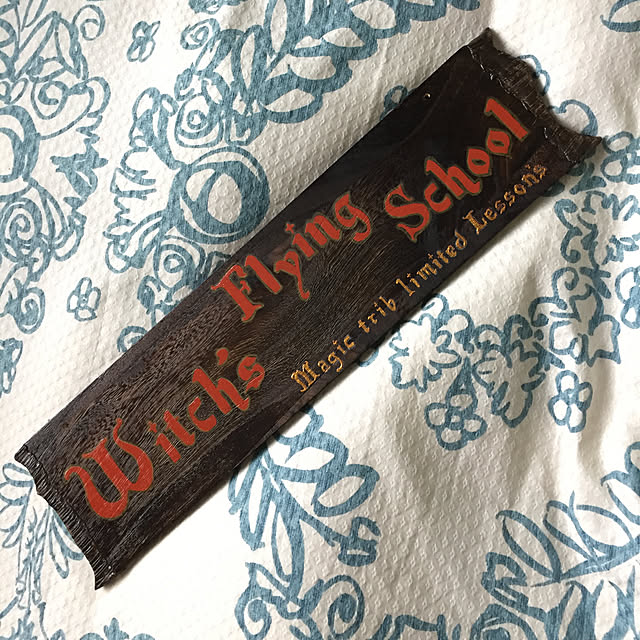 Witch's Flying School
Magic trib limited Lessons